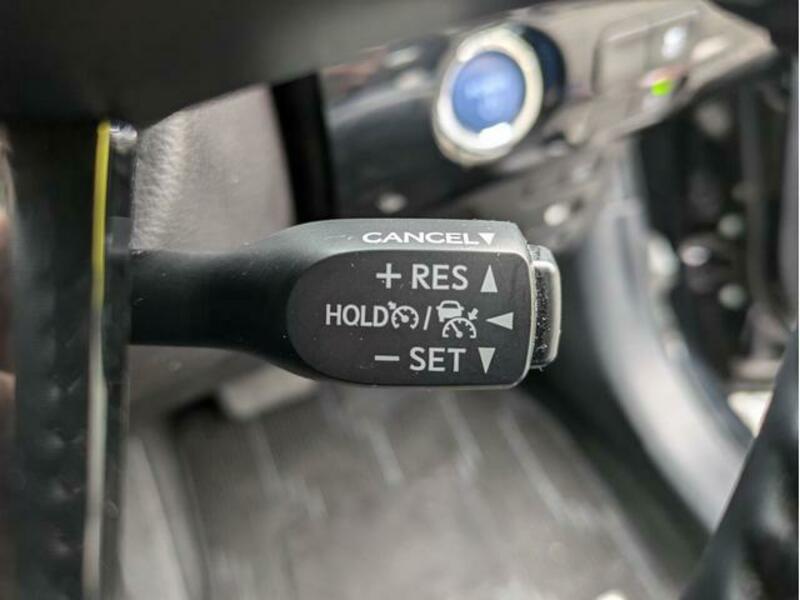 CANCEL▼
+ RES ▲
HOLD / ◀
− SET ▼